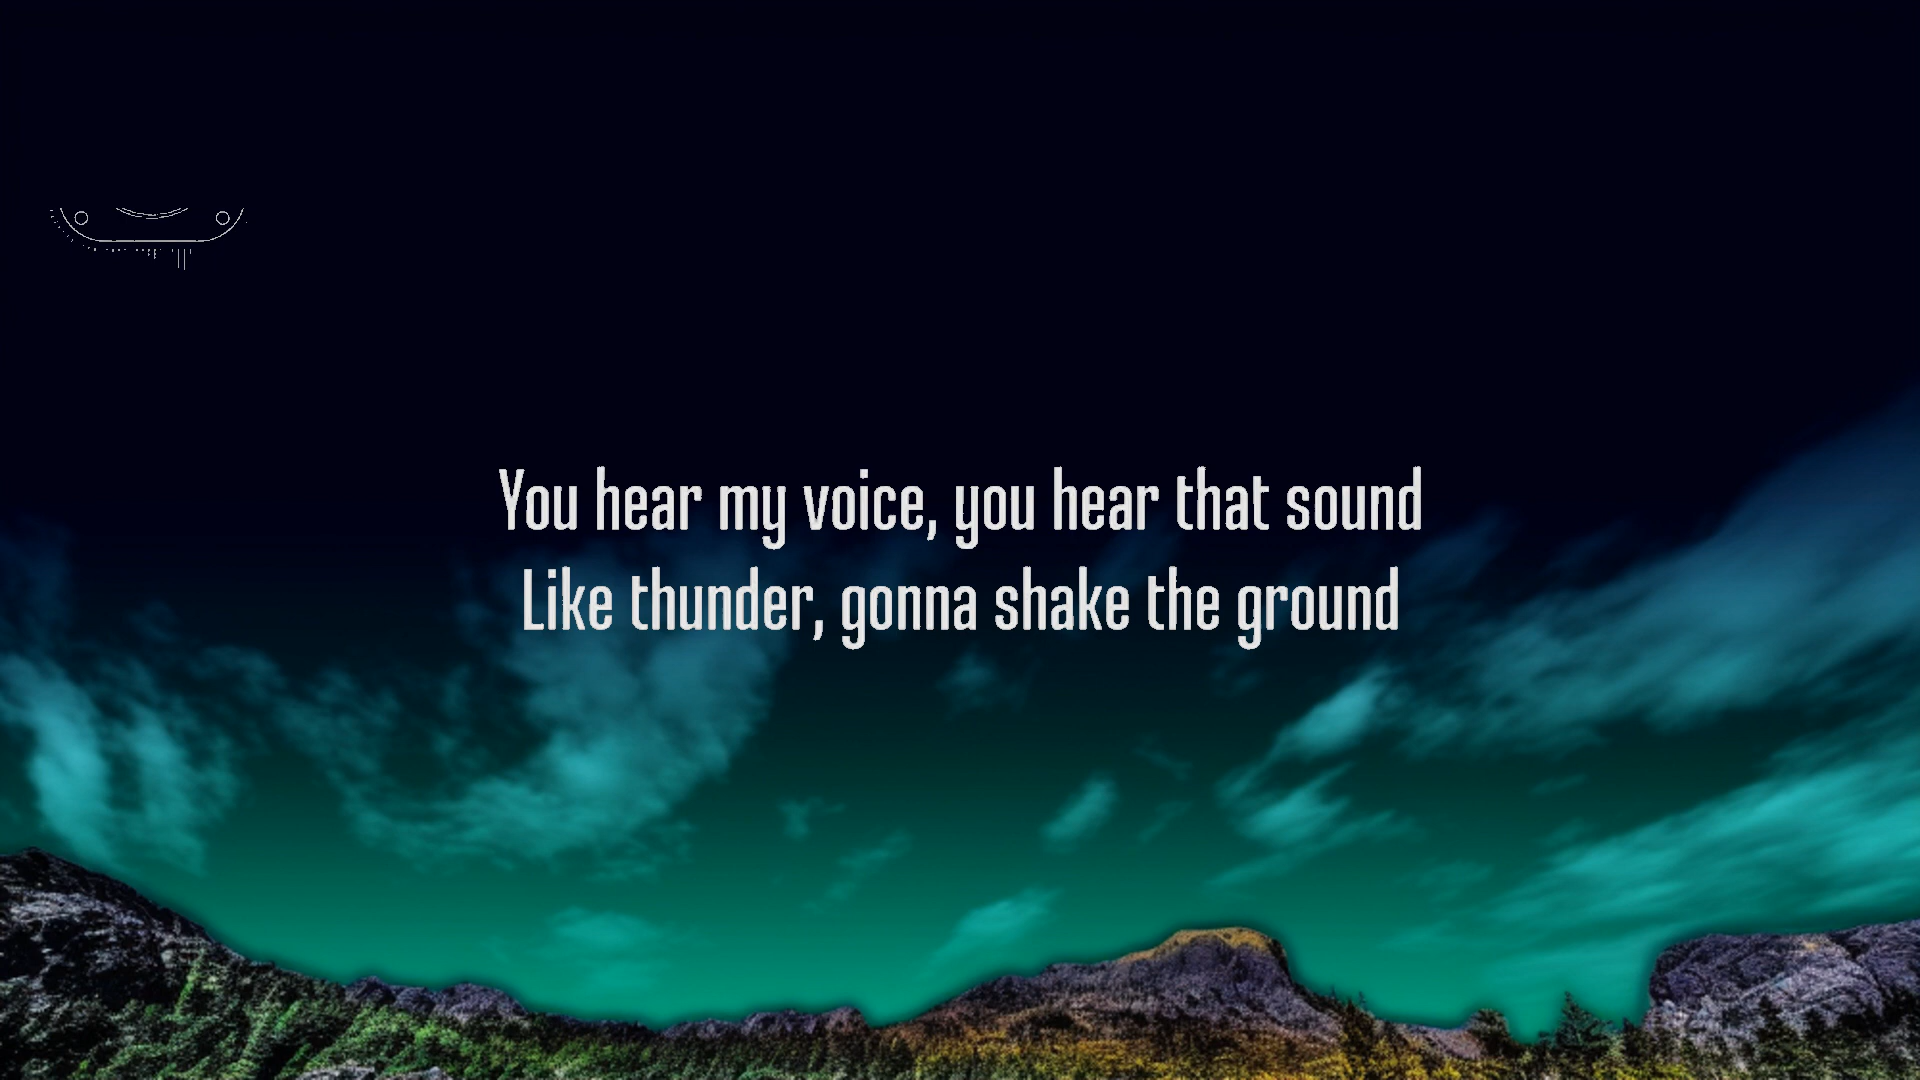 You hear my voice, you hear that sound
Like thunder, gonna shake the ground